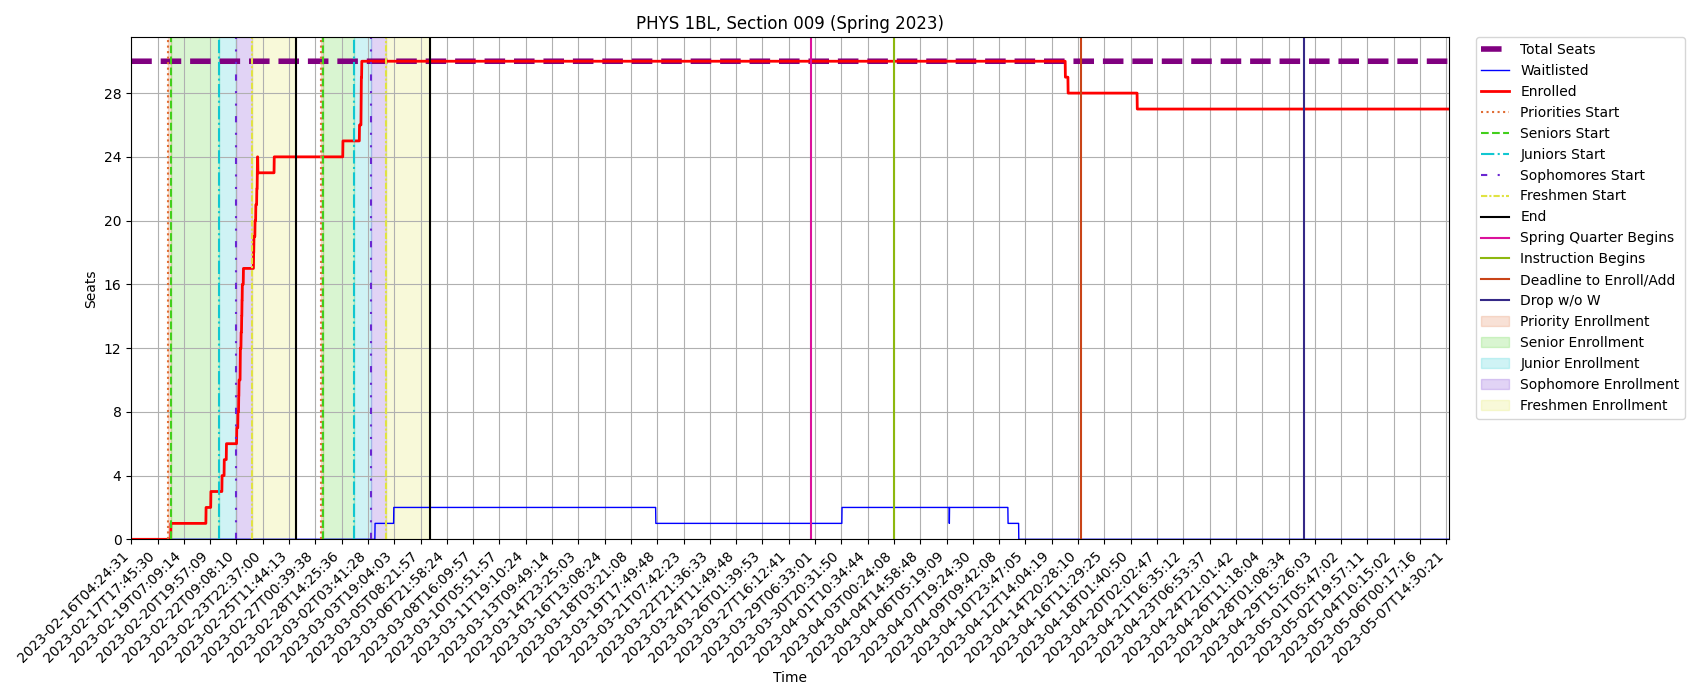 PHYS 1BL, Section 009 (Spring 2023)
Seats
28
24
20
16
12
8
4
0
2023-02-16T04:24:31
2023-02-17T17:45:30
2023-02-19T07:09:14
2023-02-20T19:57:09
2023-02-22T09:08:10
2023-02-23T22:37:00
2023-02-25T11:44:13
2023-02-27T00:39:38
2023-02-28T14:25:36
2023-03-02T03:41:28
2023-03-03T19:04:03
2023-03-05T08:21:57
2023-03-06T21:58:24
2023-03-08T16:09:57
2023-03-10T05:51:57
2023-03-11T19:10:24
2023-03-13T09:49:14
2023-03-14T23:25:03
2023-03-16T13:08:24
2023-03-18T03:21:08
2023-03-19T17:49:48
2023-03-21T07:42:23
2023-03-22T21:36:33
2023-03-24T11:49:48
2023-03-26T01:39:53
2023-03-27T16:12:41
2023-03-29T06:33:01
2023-03-30T20:31:50
2023-04-01T10:34:44
2023-04-03T00:24:08
2023-04-04T14:58:48
2023-04-06T05:19:09
2023-04-07T19:24:30
2023-04-09T09:42:08
2023-04-10T23:47:05
2023-04-12T14:04:19
2023-04-14T20:28:10
2023-04-16T11:29:25
2023-04-18T01:40:50
2023-04-20T02:02:47
2023-04-21T16:35:12
2023-04-23T06:53:37
2023-04-24T21:01:42
2023-04-26T11:18:04
2023-04-28T01:08:34
2023-04-29T15:26:03
2023-05-01T05:47:02
2023-05-02T19:57:11
2023-05-04T10:15:02
2023-05-06T00:17:16
2023-05-07T14:30:21
Time
Total Seats
Waitlisted
Enrolled
Priorities Start
Seniors Start
Juniors Start
Sophomores Start
Freshmen Start
End
Spring Quarter Begins
Instruction Begins
Deadline to Enroll/Add
Drop w/o W
Priority Enrollment
Senior Enrollment
Junior Enrollment
Sophomore Enrollment
Freshmen Enrollment